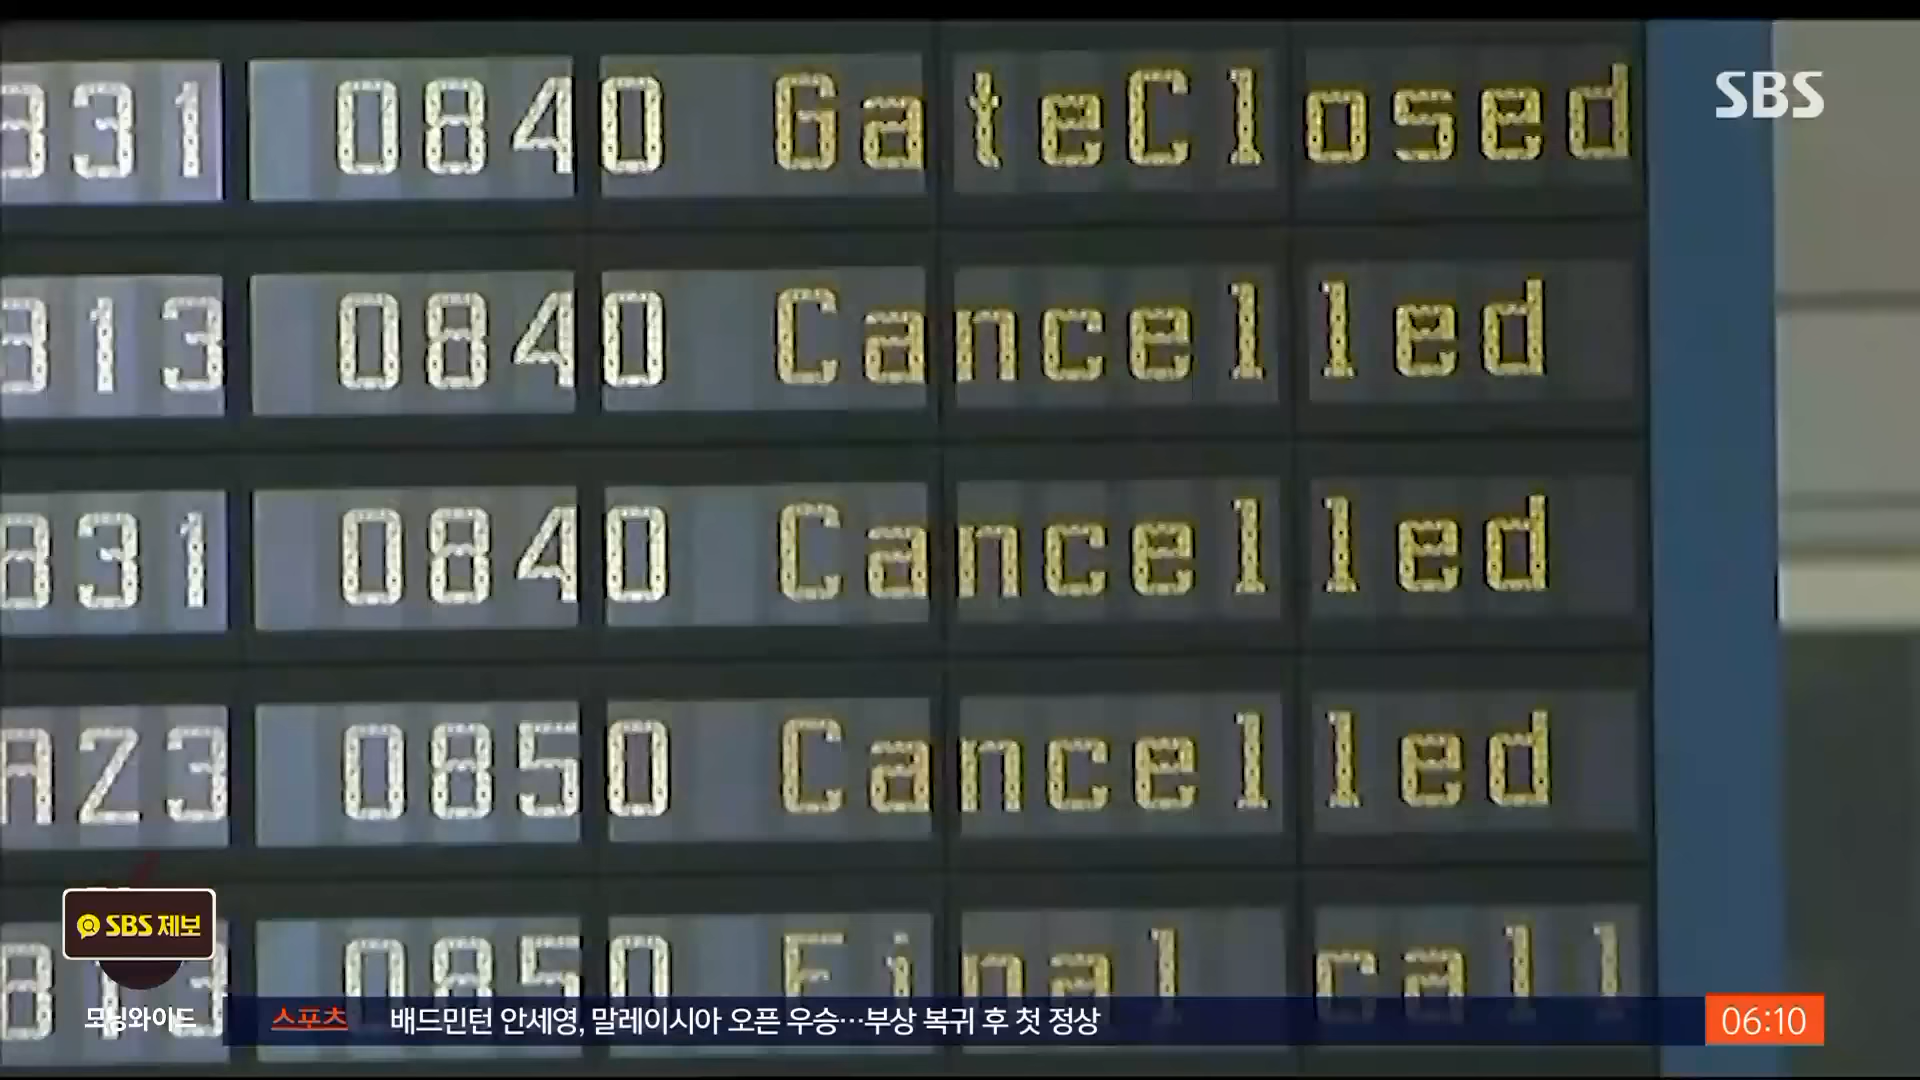 SBS
331 0840 GateClosed
313 0840 Cancelled
831 0840 Cancelled
AZ3 0850 Cancelled
813 0850 Final call
SBS 제보
모닝와이드 스포츠 배드민턴 안세영, 말레이시아 오픈 우승…부상 복귀 후 첫 정상 06:10